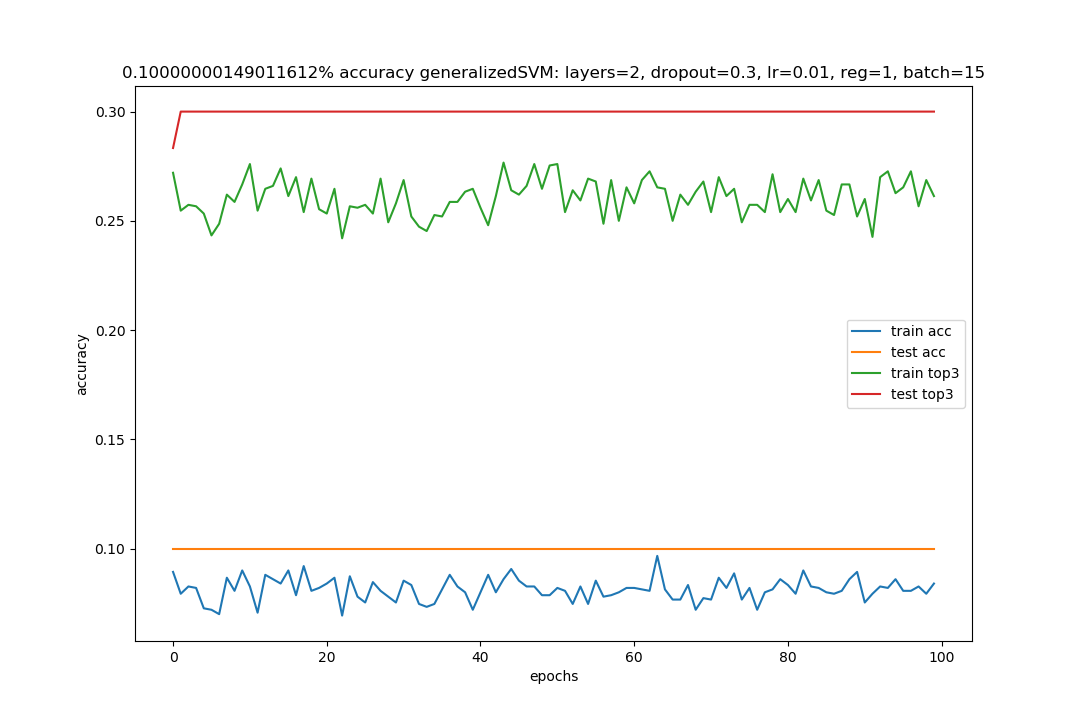 0.10000000149011612% accuracy generalizedSVM: layers=2, dropout=0.3, lr=0.01, reg=1, batch=15
0.30
0.25
0.20
0.15
0.10
accuracy
train acc
test acc
train top3
test top3
0 20 40 60 80 100
epochs